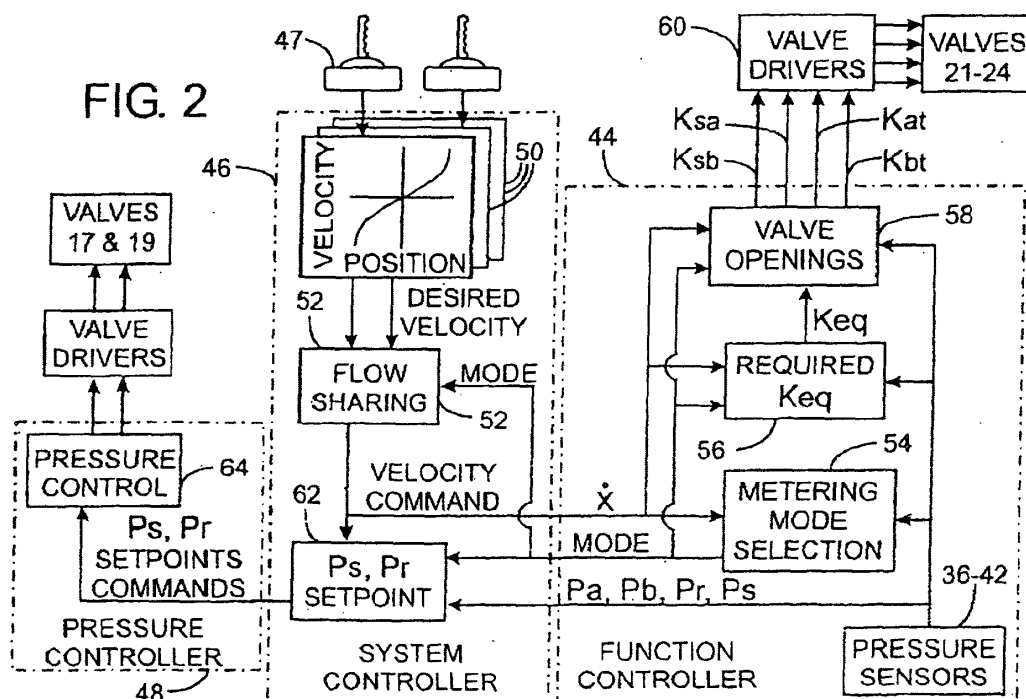 FIG. 2
47
60
VALVE
DRIVERS
VALVES
21-24
Ksa
Kat
Ksb
Kbt
46
VELOCITY
POSITION
50
44
VALVES
17 & 19
DESIRED
VELOCITY
VALVE
OPENINGS
58
52
VALVE
DRIVERS
FLOW
SHARING
MODE
52
Keq
REQUIRED
Keq
56
54
PRESSURE
CONTROL
64
VELOCITY
COMMAND
ẋ
METERING
MODE
SELECTION
62
MODE
Ps, Pr
SETPOINTS
COMMANDS
Ps, Pr
SETPOINT
Pa, Pb, Pr, Ps
36-42
PRESSURE
CONTROLLER
48
SYSTEM
CONTROLLER
FUNCTION
CONTROLLER
PRESSURE
SENSORS